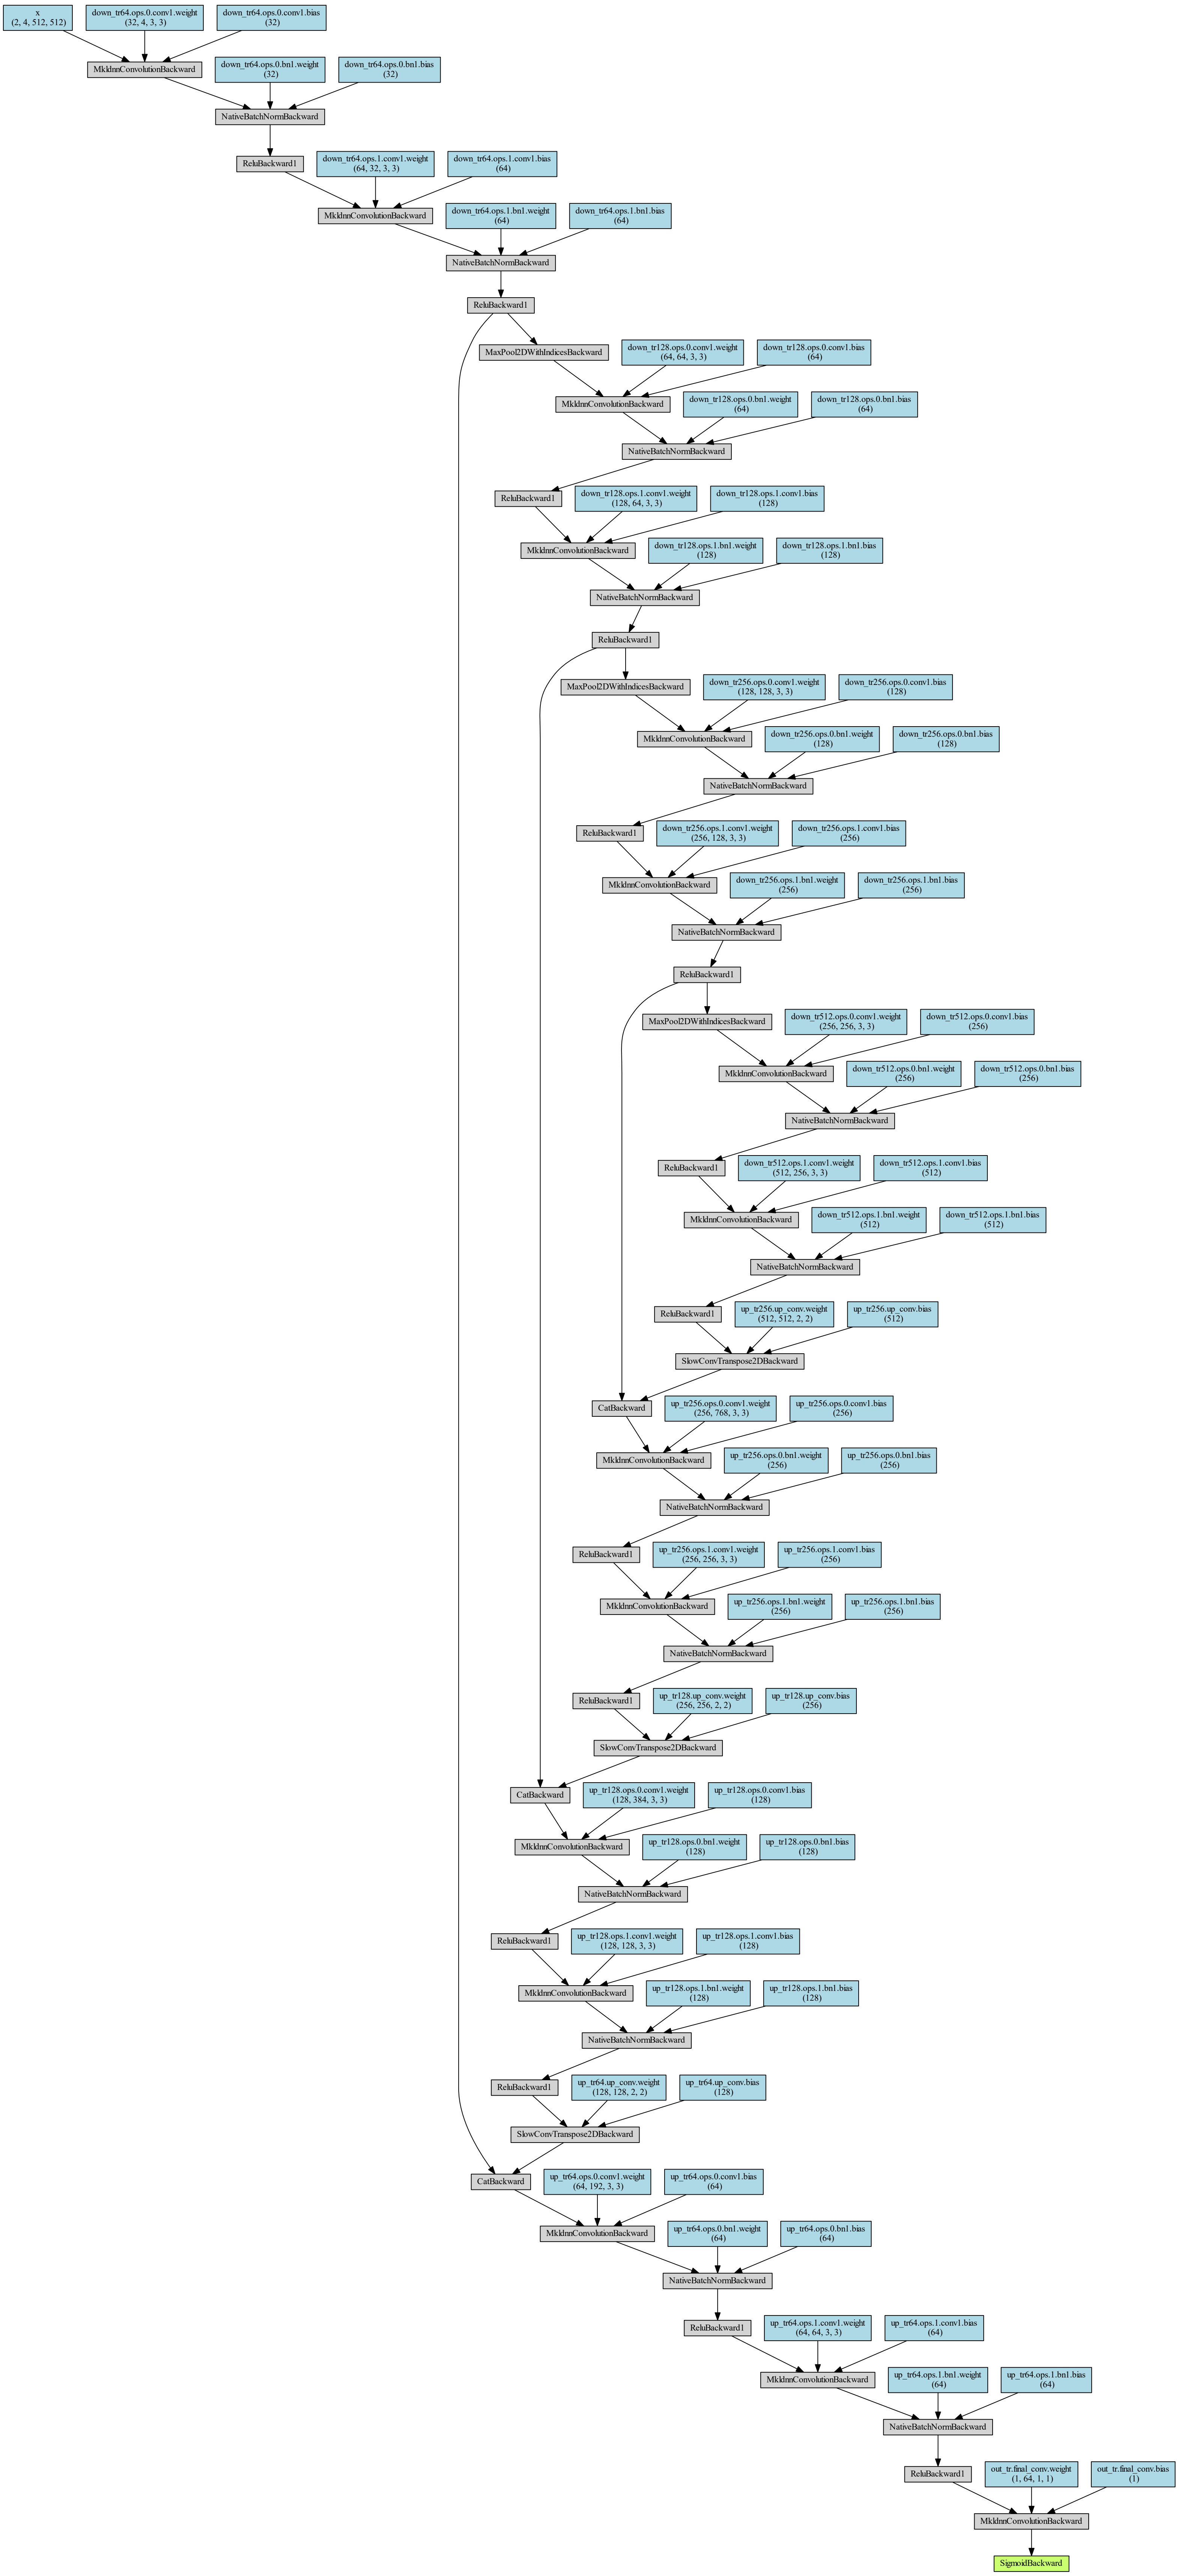 x
(2, 4, 512, 512)
down_tr64.ops.0.conv1.weight
(32, 4, 3, 3)
down_tr64.ops.0.conv1.bias
(32)
MkldnnConvolutionBackward
down_tr64.ops.0.bn1.weight
(32)
down_tr64.ops.0.bn1.bias
(32)
NativeBatchNormBackward
ReluBackward1
down_tr64.ops.1.conv1.weight
(64, 32, 3, 3)
down_tr64.ops.1.conv1.bias
(64)
MkldnnConvolutionBackward
down_tr64.ops.1.bn1.weight
(64)
down_tr64.ops.1.bn1.bias
(64)
NativeBatchNormBackward
ReluBackward1
MaxPool2DWithIndicesBackward
down_tr128.ops.0.conv1.weight
(64, 64, 3, 3)
down_tr128.ops.0.conv1.bias
(64)
MkldnnConvolutionBackward
down_tr128.ops.0.bn1.weight
(64)
down_tr128.ops.0.bn1.bias
(64)
NativeBatchNormBackward
ReluBackward1
down_tr128.ops.1.conv1.weight
(128, 64, 3, 3)
down_tr128.ops.1.conv1.bias
(128)
MkldnnConvolutionBackward
down_tr128.ops.1.bn1.weight
(128)
down_tr128.ops.1.bn1.bias
(128)
NativeBatchNormBackward
ReluBackward1
MaxPool2DWithIndicesBackward
down_tr256.ops.0.conv1.weight
(128, 128, 3, 3)
down_tr256.ops.0.conv1.bias
(128)
MkldnnConvolutionBackward
down_tr256.ops.0.bn1.weight
(128)
down_tr256.ops.0.bn1.bias
(128)
NativeBatchNormBackward
ReluBackward1
down_tr256.ops.1.conv1.weight
(256, 128, 3, 3)
down_tr256.ops.1.conv1.bias
(256)
MkldnnConvolutionBackward
down_tr256.ops.1.bn1.weight
(256)
down_tr256.ops.1.bn1.bias
(256)
NativeBatchNormBackward
ReluBackward1
MaxPool2DWithIndicesBackward
down_tr512.ops.0.conv1.weight
(256, 256, 3, 3)
down_tr512.ops.0.conv1.bias
(256)
MkldnnConvolutionBackward
down_tr512.ops.0.bn1.weight
(256)
down_tr512.ops.0.bn1.bias
(256)
NativeBatchNormBackward
ReluBackward1
down_tr512.ops.1.conv1.weight
(512, 256, 3, 3)
down_tr512.ops.1.conv1.bias
(512)
MkldnnConvolutionBackward
down_tr512.ops.1.bn1.weight
(512)
down_tr512.ops.1.bn1.bias
(512)
NativeBatchNormBackward
ReluBackward1
up_tr256.up_conv.weight
(512, 512, 2, 2)
up_tr256.up_conv.bias
(512)
SlowConvTranspose2DBackward
CatBackward
up_tr256.ops.0.conv1.weight
(256, 768, 3, 3)
up_tr256.ops.0.conv1.bias
(256)
MkldnnConvolutionBackward
up_tr256.ops.0.bn1.weight
(256)
up_tr256.ops.0.bn1.bias
(256)
NativeBatchNormBackward
ReluBackward1
up_tr256.ops.1.conv1.weight
(256, 256, 3, 3)
up_tr256.ops.1.conv1.bias
(256)
MkldnnConvolutionBackward
up_tr256.ops.1.bn1.weight
(256)
up_tr256.ops.1.bn1.bias
(256)
NativeBatchNormBackward
ReluBackward1
up_tr128.up_conv.weight
(256, 256, 2, 2)
up_tr128.up_conv.bias
(256)
SlowConvTranspose2DBackward
CatBackward
up_tr128.ops.0.conv1.weight
(128, 384, 3, 3)
up_tr128.ops.0.conv1.bias
(128)
MkldnnConvolutionBackward
up_tr128.ops.0.bn1.weight
(128)
up_tr128.ops.0.bn1.bias
(128)
NativeBatchNormBackward
ReluBackward1
up_tr128.ops.1.conv1.weight
(128, 128, 3, 3)
up_tr128.ops.1.conv1.bias
(128)
MkldnnConvolutionBackward
up_tr128.ops.1.bn1.weight
(128)
up_tr128.ops.1.bn1.bias
(128)
NativeBatchNormBackward
ReluBackward1
up_tr64.up_conv.weight
(128, 128, 2, 2)
up_tr64.up_conv.bias
(128)
SlowConvTranspose2DBackward
CatBackward
up_tr64.ops.0.conv1.weight
(64, 192, 3, 3)
up_tr64.ops.0.conv1.bias
(64)
MkldnnConvolutionBackward
up_tr64.ops.0.bn1.weight
(64)
up_tr64.ops.0.bn1.bias
(64)
NativeBatchNormBackward
ReluBackward1
up_tr64.ops.1.conv1.weight
(64, 64, 3, 3)
up_tr64.ops.1.conv1.bias
(64)
MkldnnConvolutionBackward
up_tr64.ops.1.bn1.weight
(64)
up_tr64.ops.1.bn1.bias
(64)
NativeBatchNormBackward
ReluBackward1
out_tr.final_conv.weight
(1, 64, 1, 1)
out_tr.final_conv.bias
(1)
MkldnnConvolutionBackward
SigmoidBackward